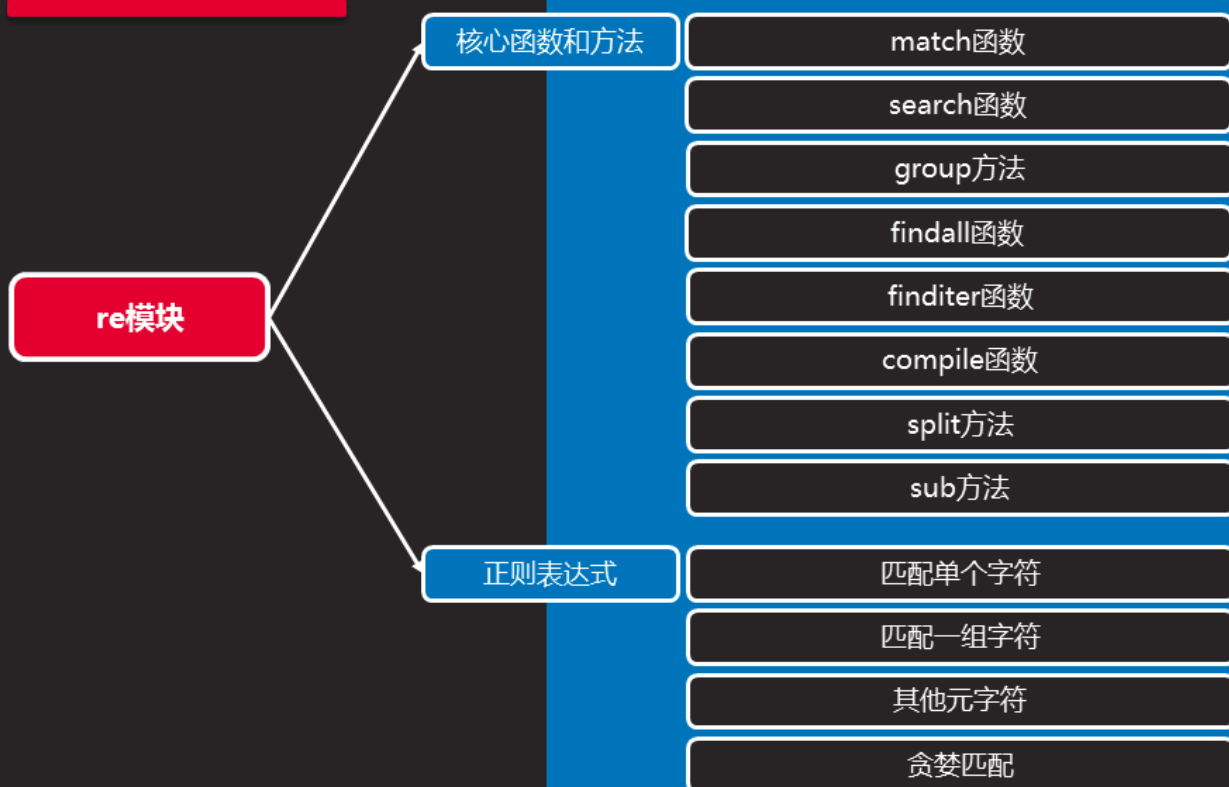 核心函数和方法
match函数
search函数
group方法
findall函数
re模块
finditer函数
compile函数
split方法
sub方法
正则表达式
匹配单个字符
匹配一组字符
其他元字符
贪婪匹配